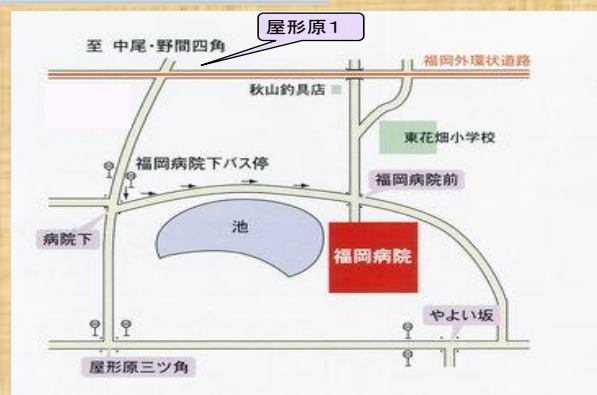 屋形原1
至 中尾・野間四角
福岡外環状道路
秋山釣具店
東花畑小学校
福岡病院下バス停
福岡病院前
池
病院下
福岡病院
やよい坂
屋形原三ツ角